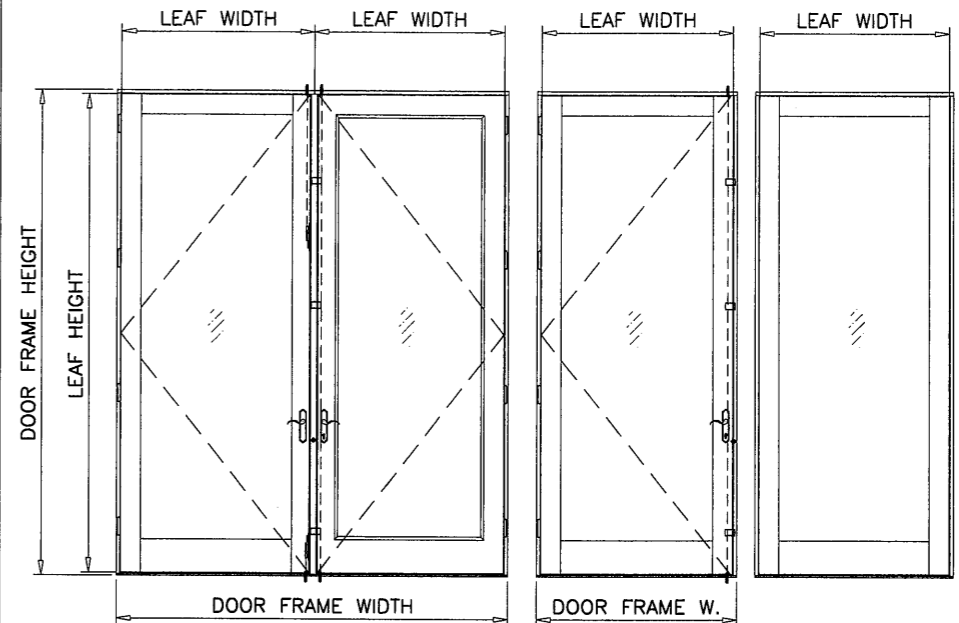 LEAF WIDTH
LEAF WIDTH
LEAF WIDTH
LEAF WIDTH
DOOR FRAME HEIGHT
LEAF HEIGHT
DOOR FRAME WIDTH
DOOR FRAME W.